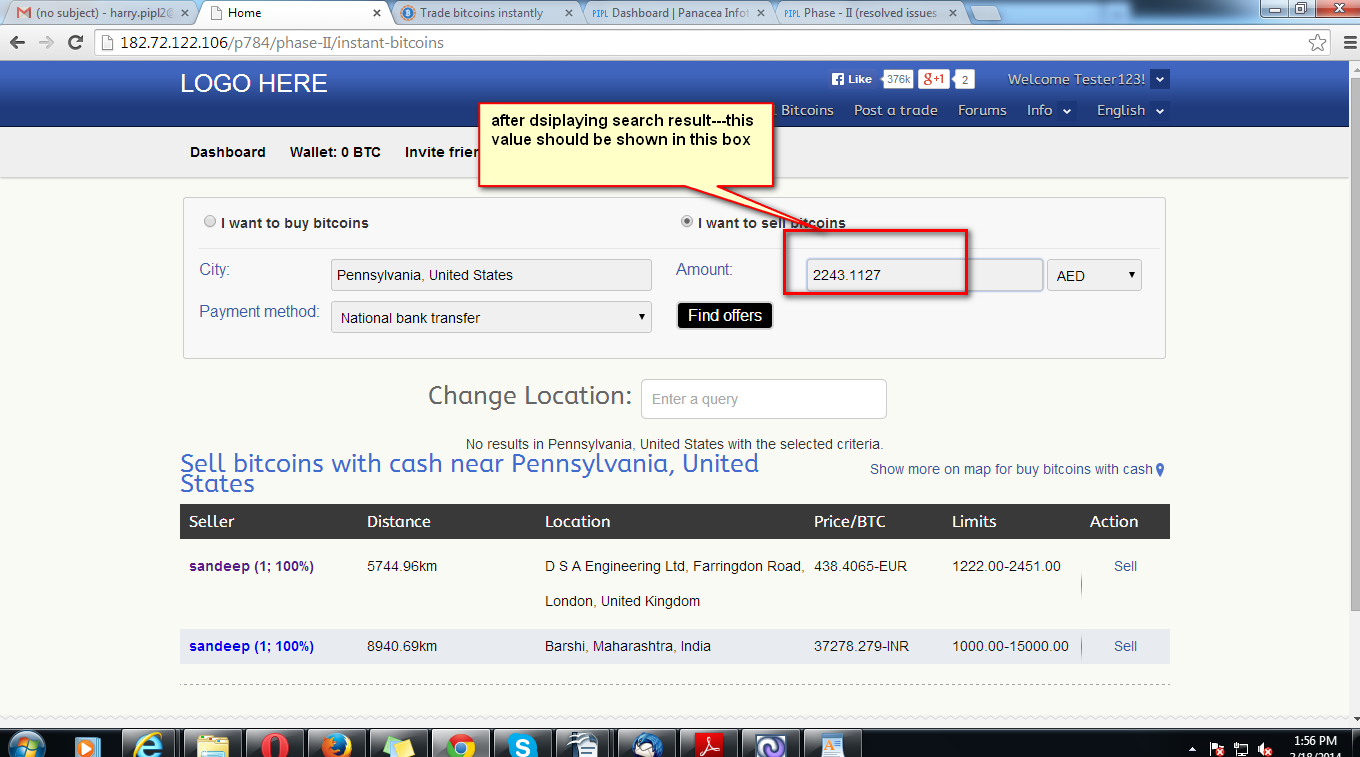 (no subject) - harry.pipl2@
Home
Trade bitcoins instantly
PIPL Dashboard | Panacea Infot
PIPL Phase - II (resolved issues
182.72.122.106/p784/phase-II/instant-bitcoins
LOGO HERE
Like 376k +1 2
Welcome Tester123!
Bitcoins Post a trade Forums Info English
after dsiplaying search result---this
value should be shown in this box
Dashboard Wallet: 0 BTC Invite frier
I want to buy bitcoins
I want to sell bitcoins
City: Pennsylvania, United States
Amount: 2243.1127 AED
Payment method: National bank transfer
Find offers
Change Location: Enter a query
No results in Pennsylvania, United States with the selected criteria.
Sell bitcoins with cash near Pennsylvania, United
States
Show more on map for buy bitcoins with cash
Seller Distance Location Price/BTC Limits Action
sandeep (1; 100%) 5744.96km D S A Engineering Ltd, Farringdon Road, 438.4065-EUR 1222.00-2451.00 Sell
London, United Kingdom
sandeep (1; 100%) 8940.69km Barshi, Maharashtra, India 37278.279-INR 1000.00-15000.00 Sell
1:56 PM